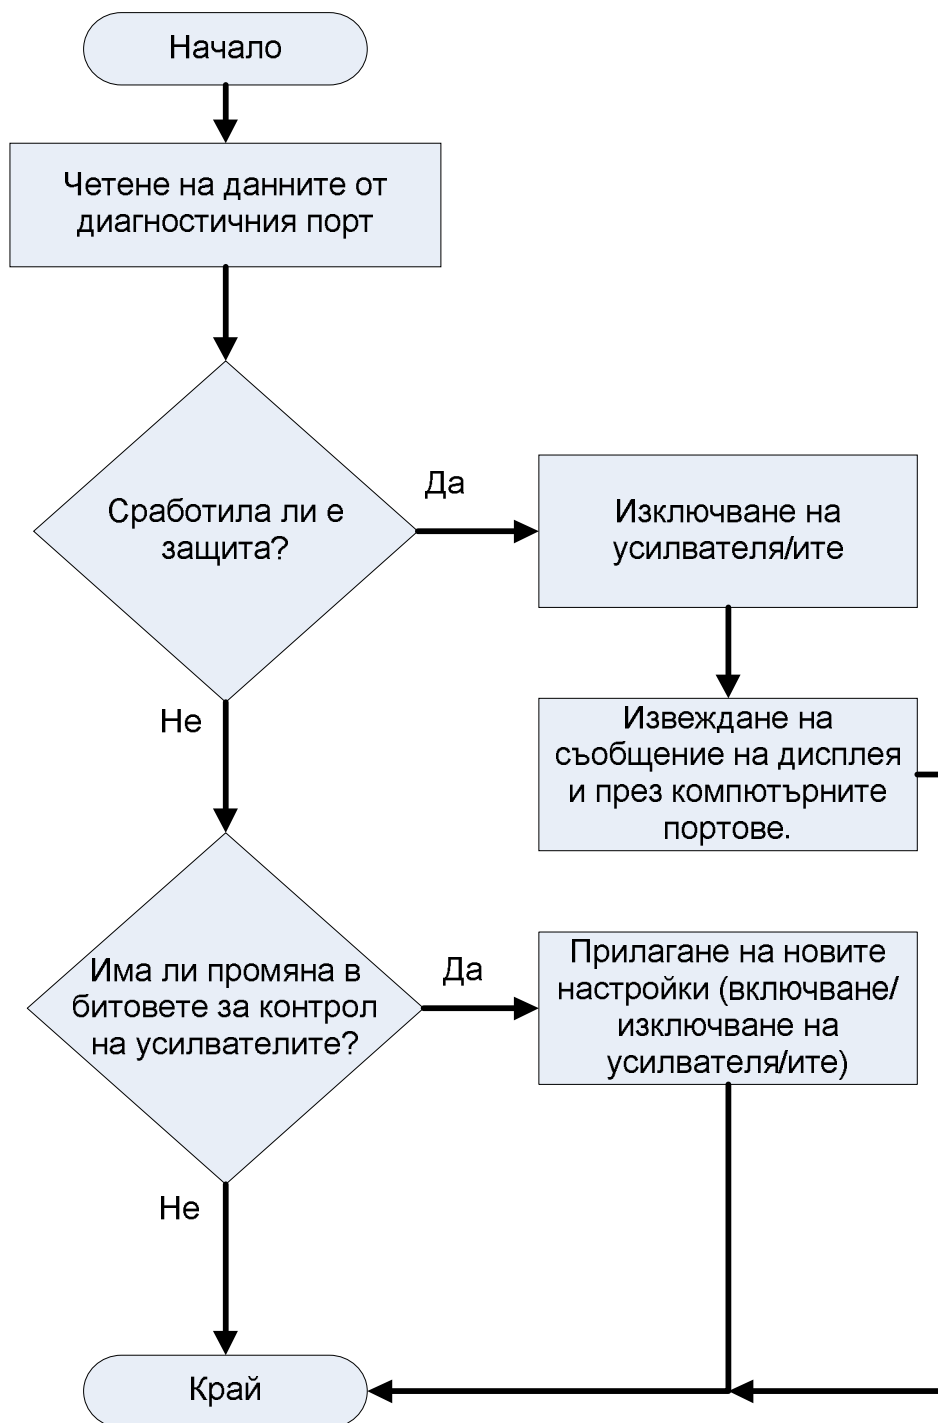 Начало
Четене на данните от
диагностичния порт
Сработила ли е
защита?
Да
Изключване на
усилвателя/ите
Не
Извеждане на
съобщение на дисплея
и през компютърните
портове.
Има ли промяна в
битовете за контрол
на усилвателите?
Да
Прилагане на новите
настройки (включване/
изключване на
усилвателя/ите)
Не
Край